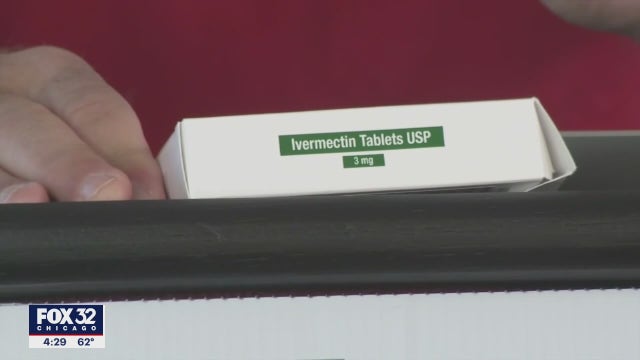 Ivermectin Tablets USP
3 mg
FOX 32
CHICAGO
4:29 62°